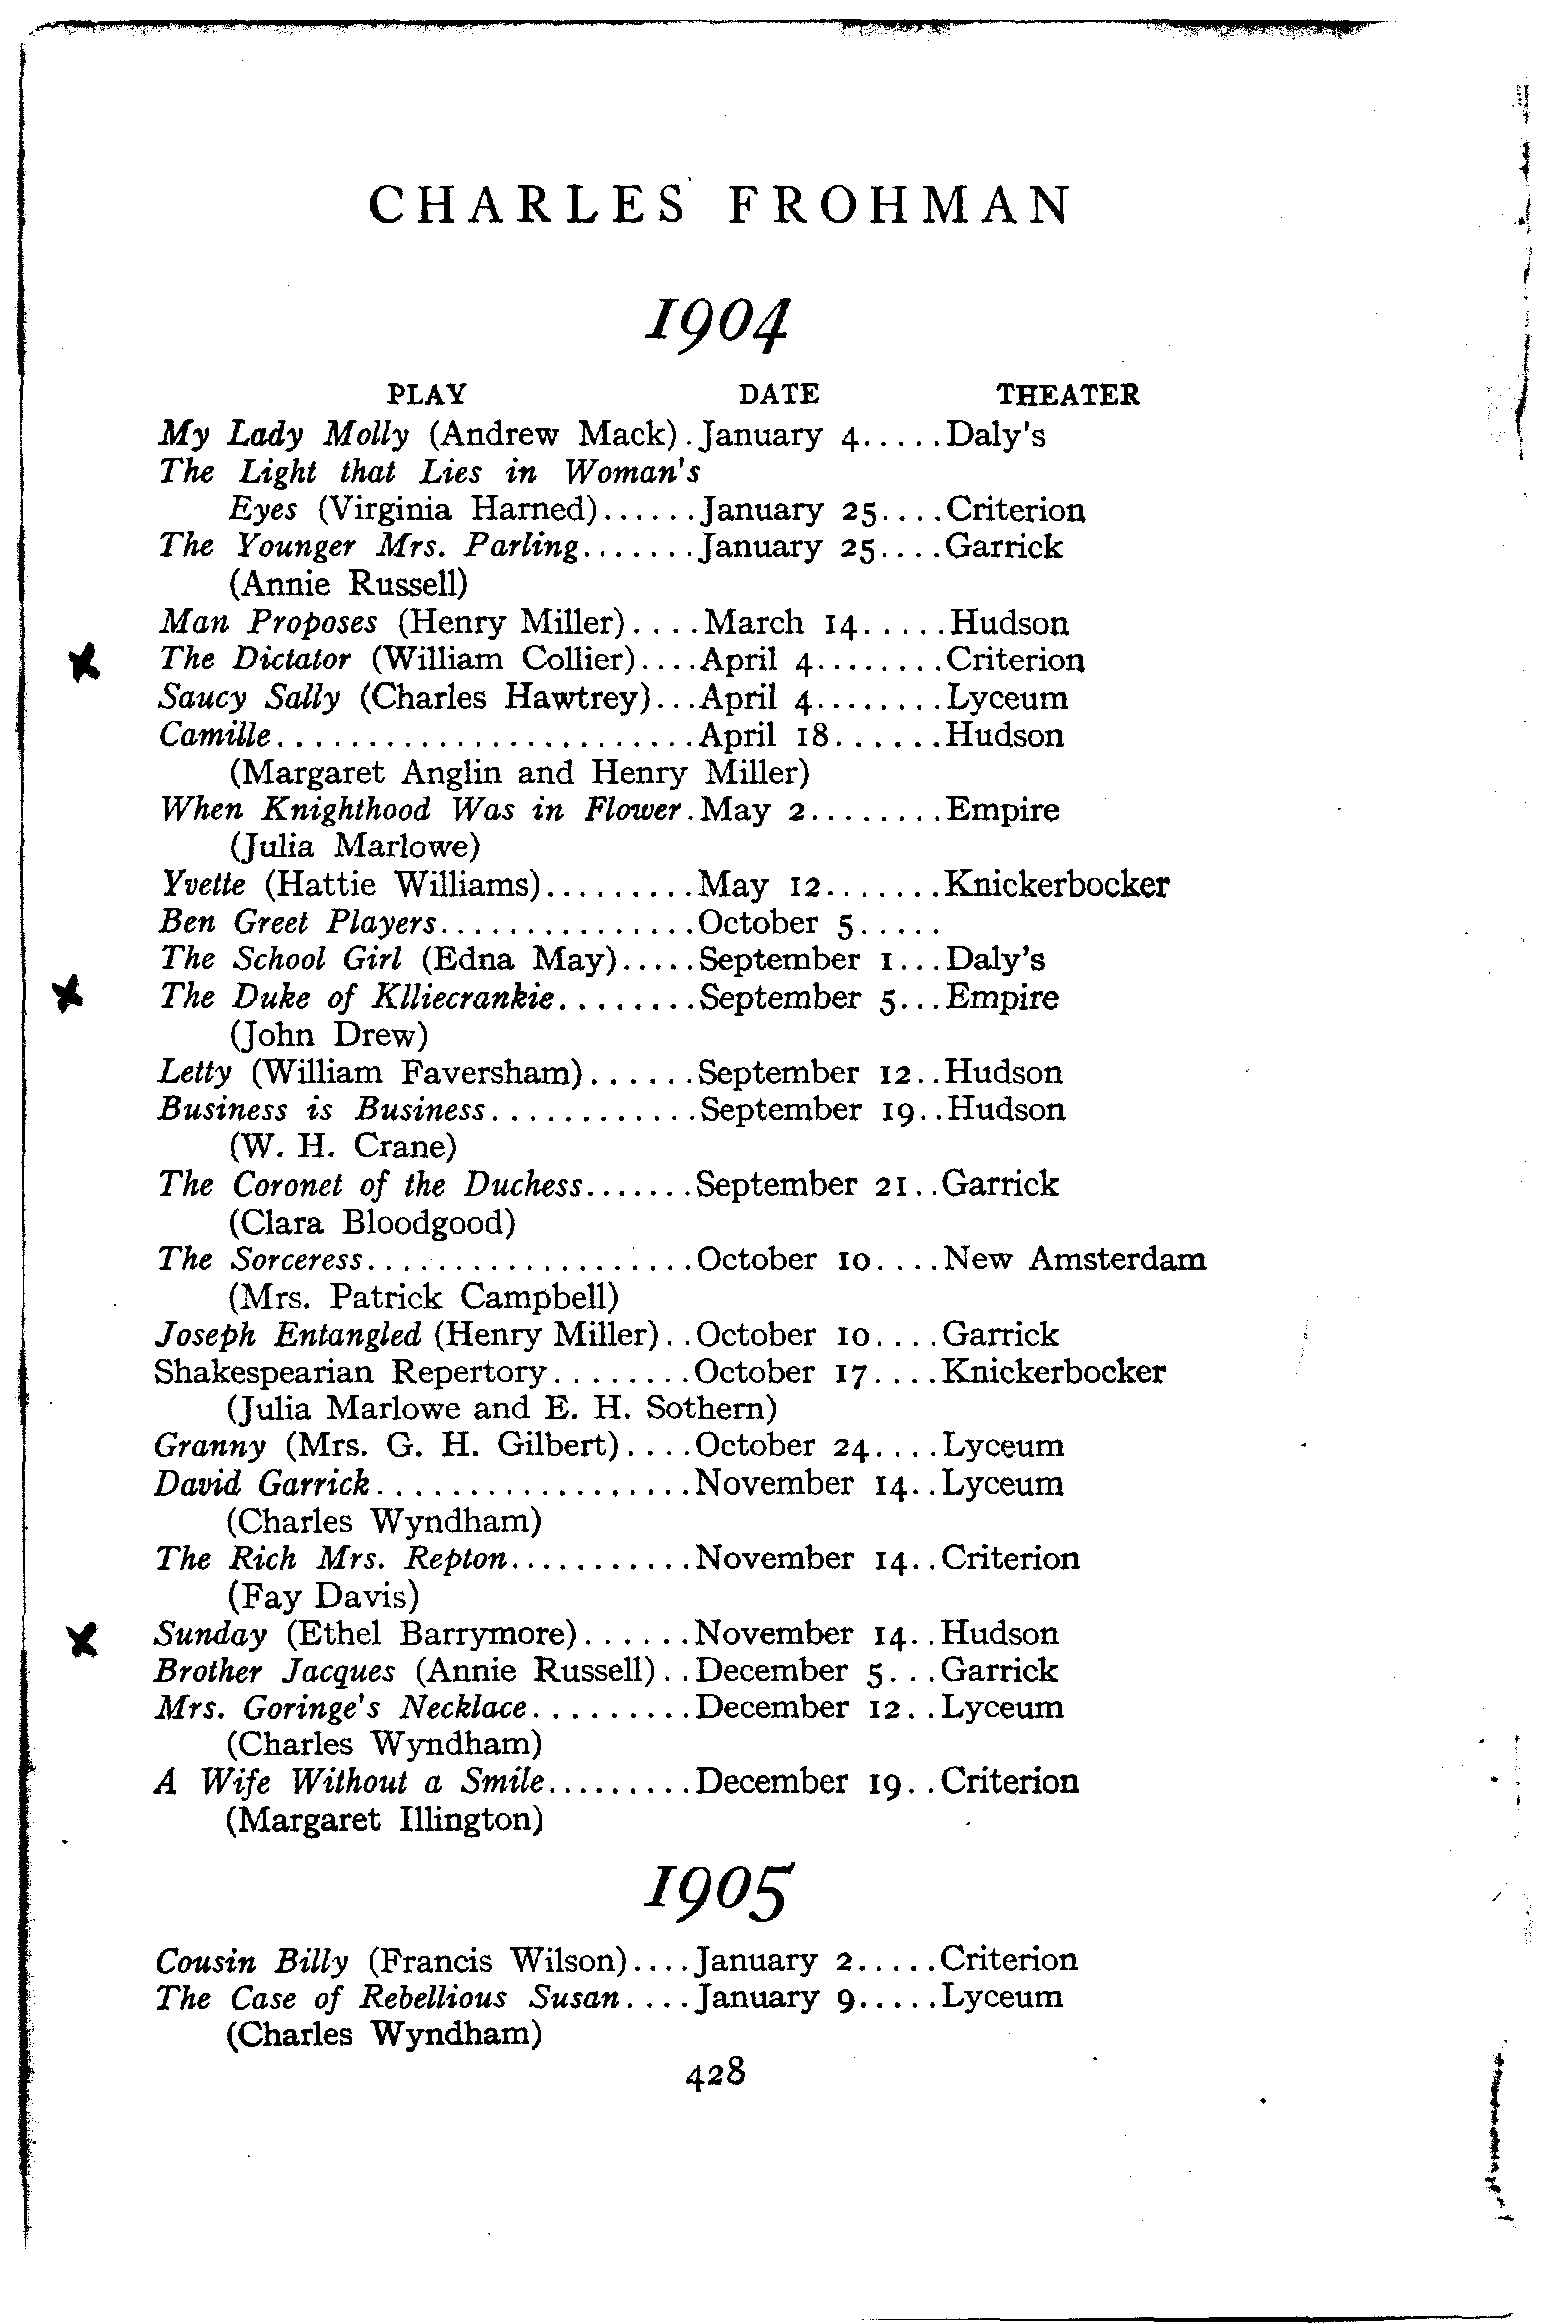 CHARLES FROHMAN
1904
PLAY DATE THEATER
My Lady Molly (Andrew Mack).January 4.....Daly's
The Light that Lies in Woman's
Eyes (Virginia Harned)......January 25....Criterion
The Younger Mrs. Parling.......January 25....Garrick
(Annie Russell)
Man Proposes (Henry Miller)....March 14.....Hudson
The Dictator (William Collier)....April 4........Criterion
Saucy Sally (Charles Hawtrey)...April 4........Lyceum
Camille.......................April 18......Hudson
(Margaret Anglin and Henry Miller)
When Knighthood Was in Flower.May 2........Empire
(Julia Marlowe)
Yvette (Hattie Williams).........May 12.......Knickerbocker
Ben Greet Players...............October 5.....
The School Girl (Edna May).....September 1...Daly's
The Duke of Klliecrankie........September 5...Empire
(John Drew)
Letty (William Faversham)......September 12..Hudson
Business is Business............September 19..Hudson
(W. H. Crane)
The Coronet of the Duchess.......September 21..Garrick
(Clara Bloodgood)
The Sorceress..................October 10....New Amsterdam
(Mrs. Patrick Campbell)
Joseph Entangled (Henry Miller)..October 10....Garrick
Shakespearian Repertory........October 17....Knickerbocker
(Julia Marlowe and E. H. Sothern)
Granny (Mrs. G. H. Gilbert)....October 24....Lyceum
David Garrick..................November 14..Lyceum
(Charles Wyndham)
The Rich Mrs. Repton...........November 14..Criterion
(Fay Davis)
Sunday (Ethel Barrymore)......November 14..Hudson
Brother Jacques (Annie Russell)..December 5...Garrick
Mrs. Goringe's Necklace.........December 12..Lyceum
(Charles Wyndham)
A Wife Without a Smile.........December 19..Criterion
(Margaret Illington)
1905
Cousin Billy (Francis Wilson)....January 2.....Criterion
The Case of Rebellious Susan....January 9.....Lyceum
(Charles Wyndham)
428